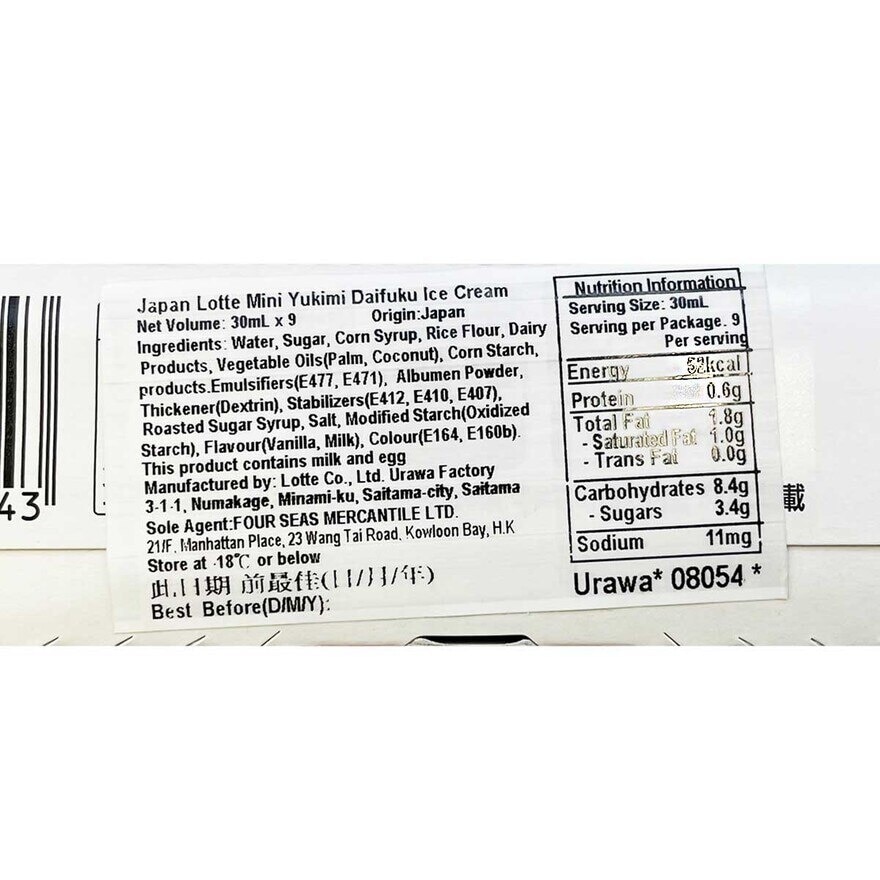 Japan Lotte Mini Yukimi Daifuku Ice Cream
Net Volume: 30mL x 9 Origin:Japan
Ingredients: Water, Sugar, Corn Syrup, Rice Flour, Dairy
Products, Vegetable Oils(Palm, Coconut), Corn Starch,
products.Emulsifiers(E477, E471), Albumen Powder,
Thickener(Dextrin), Stabilizers(E412, E410, E407),
Roasted Sugar Syrup, Salt, Modified Starch(Oxidized
Starch), Flavour(Vanilla, Milk), Colour(E164, E160b).
This product contains milk and egg
Manufactured by: Lotte Co., Ltd. Urawa Factory
3-1-1, Numakage, Minami-ku, Saitama-city, Saitama
Sole Agent:FOUR SEAS MERCANTILE LTD.
21/F, Manhattan Place, 23 Wang Tai Road, Kowloon Bay, H.K
Store at -18℃ or below
此日期前最佳(日/月/年)
Best Before(D/M/Y):
Nutrition Information
Serving Size: 30mL
Serving per Package. 9
Per serving
Energy kcal
Protein 0.6g
Total Fat 1.8g
- Saturated Fat 1.0g
- Trans Fat 0.0g
Carbohydrates 8.4g
- Sugars 3.4g
Sodium 11mg
Urawa* 08054 *
43
載